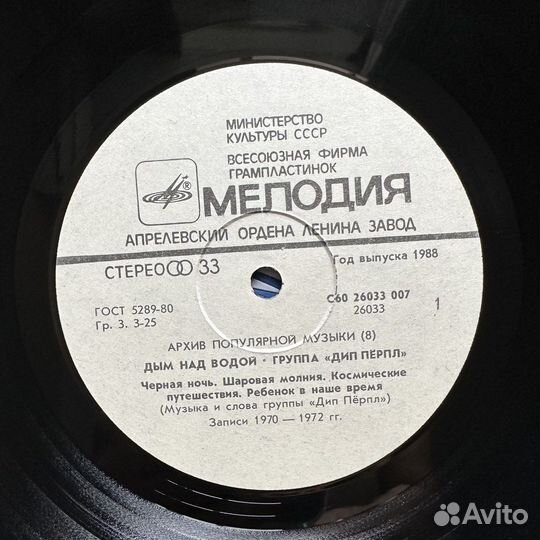 МИНИСТЕРСТВО
КУЛЬТУРЫ СССР
ВСЕСОЮЗНАЯ ФИРМА
ГРАМПЛАСТИНОК
®
МЕЛОДИЯ
АПРЕЛЕВСКИЙ ОРДЕНА ЛЕНИНА ЗАВОД
СТЕРЕО 33
Год выпуска 1988
ГОСТ 5289-80
Гр. 3. 3-25
С60 26033 007
26033
1
АРХИВ ПОПУЛЯРНОЙ МУЗЫКИ (8)
ДЫМ НАД ВОДОЙ · ГРУППА «ДИП ПЁРПЛ»
Черная ночь. Шаровая молния. Космические
путешествия. Ребенок в наше время
(Музыка и слова группы «Дип Пёрпл»)
Записи 1970 — 1972 гг.
Avito